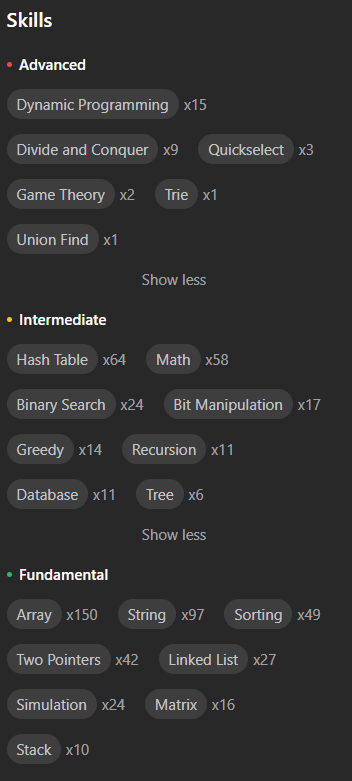 Skills
Advanced
Dynamic Programming x15
Divide and Conquer x9 Quickselect x3
Game Theory x2 Trie x1
Union Find x1
Show less
Intermediate
Hash Table x64 Math x58
Binary Search x24 Bit Manipulation x17
Greedy x14 Recursion x11
Database x11 Tree x6
Show less
Fundamental
Array x150 String x97 Sorting x49
Two Pointers x42 Linked List x27
Simulation x24 Matrix x16
Stack x10